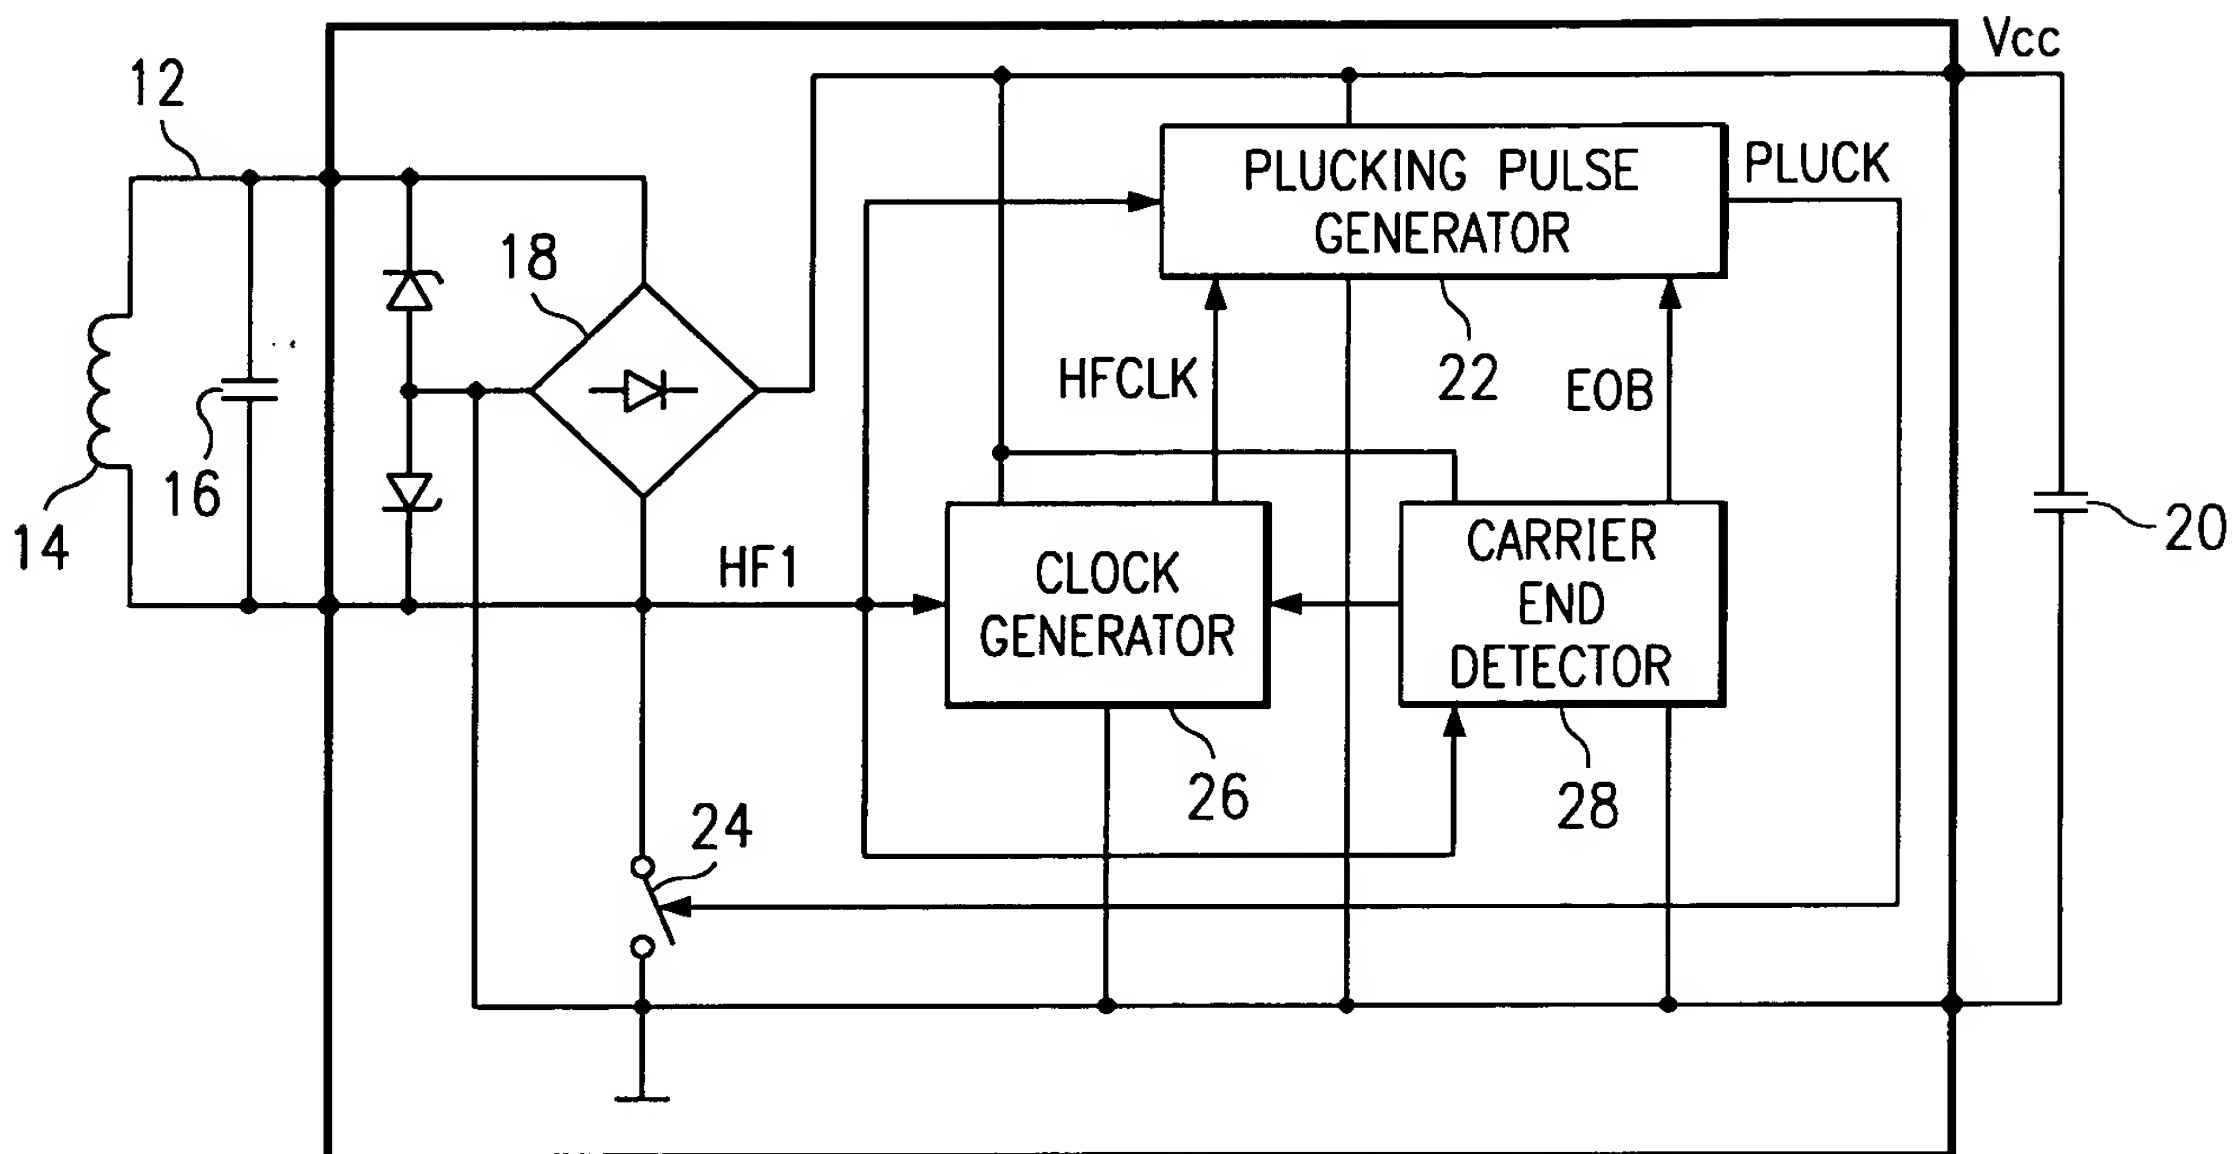 Vcc
12
PLUCKING PULSE
GENERATOR
PLUCK
18
HFCLK
22
EOB
16
14
HF1
CLOCK
GENERATOR
CARRIER
END
DETECTOR
20
26
28
24